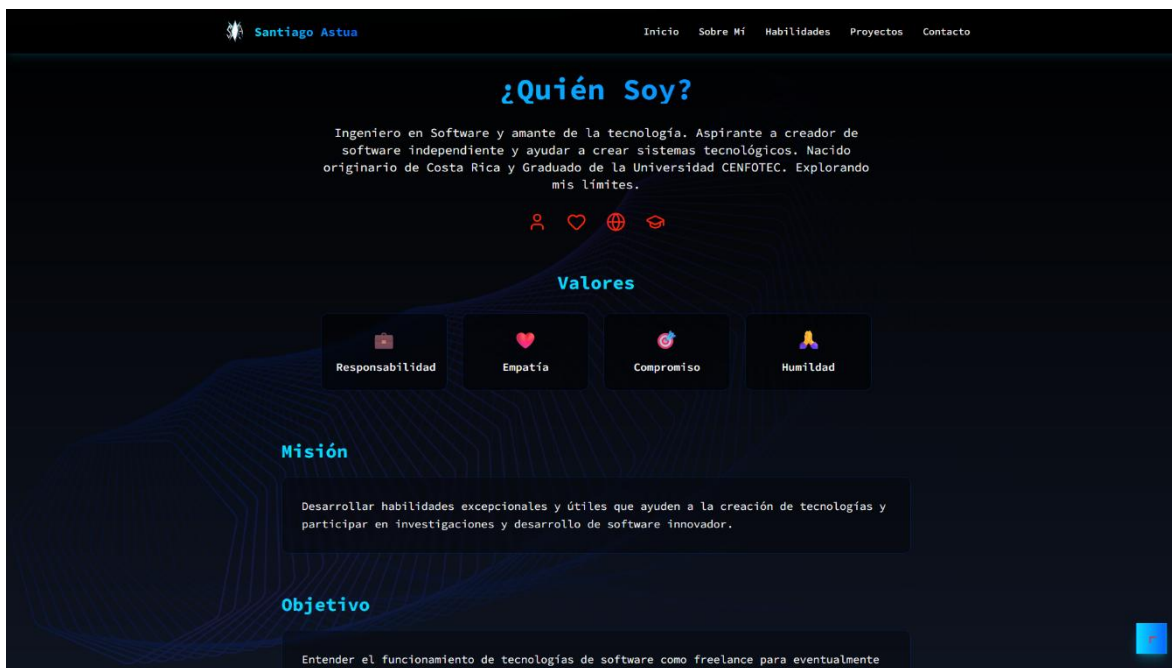 Santiago Astua
Inicio Sobre Mí Habilidades Proyectos Contacto
¿Quién Soy?
Ingeniero en Software y amante de la tecnología. Aspirante a creador de
software independiente y ayudar a crear sistemas tecnológicos. Nacido
originario de Costa Rica y Graduado de la Universidad CENFOTEC. Explorando
mis límites.
Valores
Responsabilidad
Empatía
Compromiso
Humildad
Misión
Desarrollar habilidades excepcionales y útiles que ayuden a la creación de tecnologías y
participar en investigaciones y desarrollo de software innovador.
Objetivo
Entender el funcionamiento de tecnologías de software como freelance para eventualmente